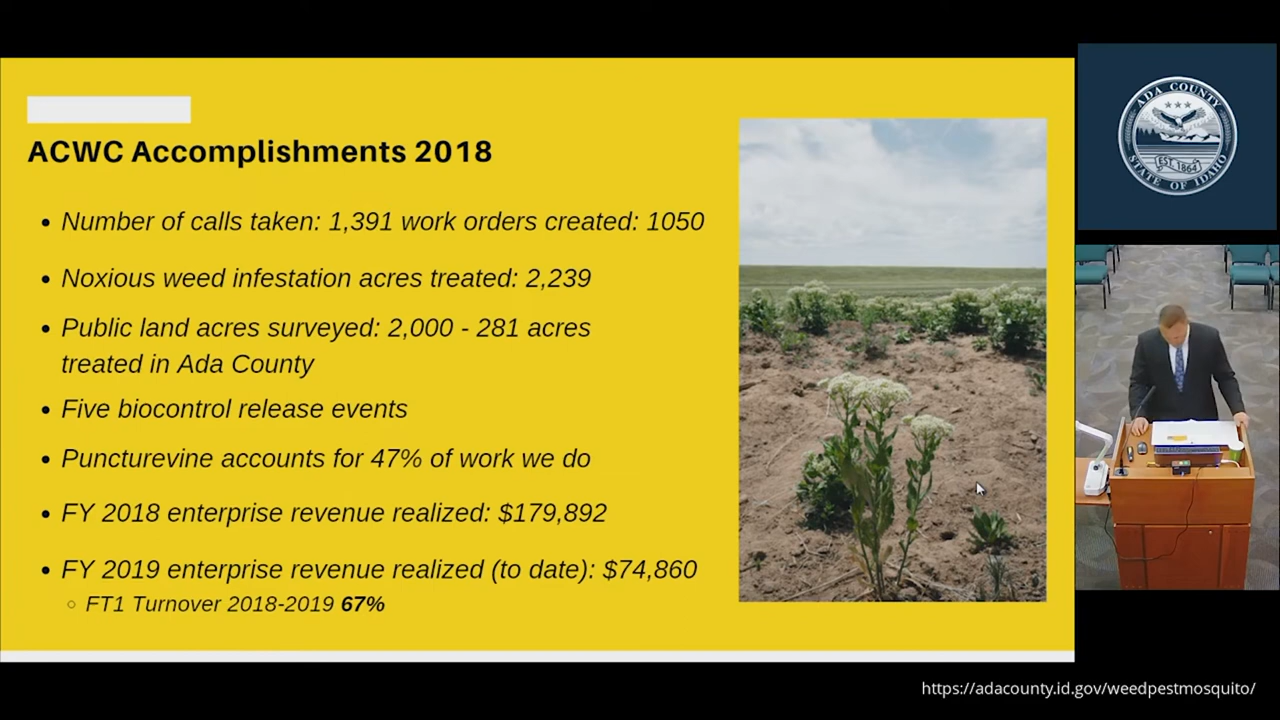 ACWC Accomplishments 2018
• Number of calls taken: 1,391 work orders created: 1050
• Noxious weed infestation acres treated: 2,239
• Public land acres surveyed: 2,000 - 281 acres
treated in Ada County
• Five biocontrol release events
• Puncturevine accounts for 47% of work we do
• FY 2018 enterprise revenue realized: $179,892
• FY 2019 enterprise revenue realized (to date): $74,860
○ FT1 Turnover 2018-2019 67%
ADA COUNTY
EST. 1864
STATE OF IDAHO
https://adacounty.id.gov/weedpestmosquito/